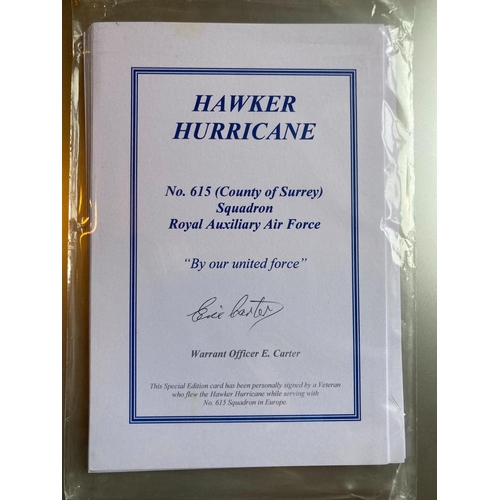 HAWKER
HURRICANE
No. 615 (County of Surrey)
Squadron
Royal Auxiliary Air Force
“By our united force”
Eric Carter
Warrant Officer E. Carter
This Special Edition card has been personally signed by a Veteran
who flew the Hawker Hurricane while serving with
No. 615 Squadron in Europe.